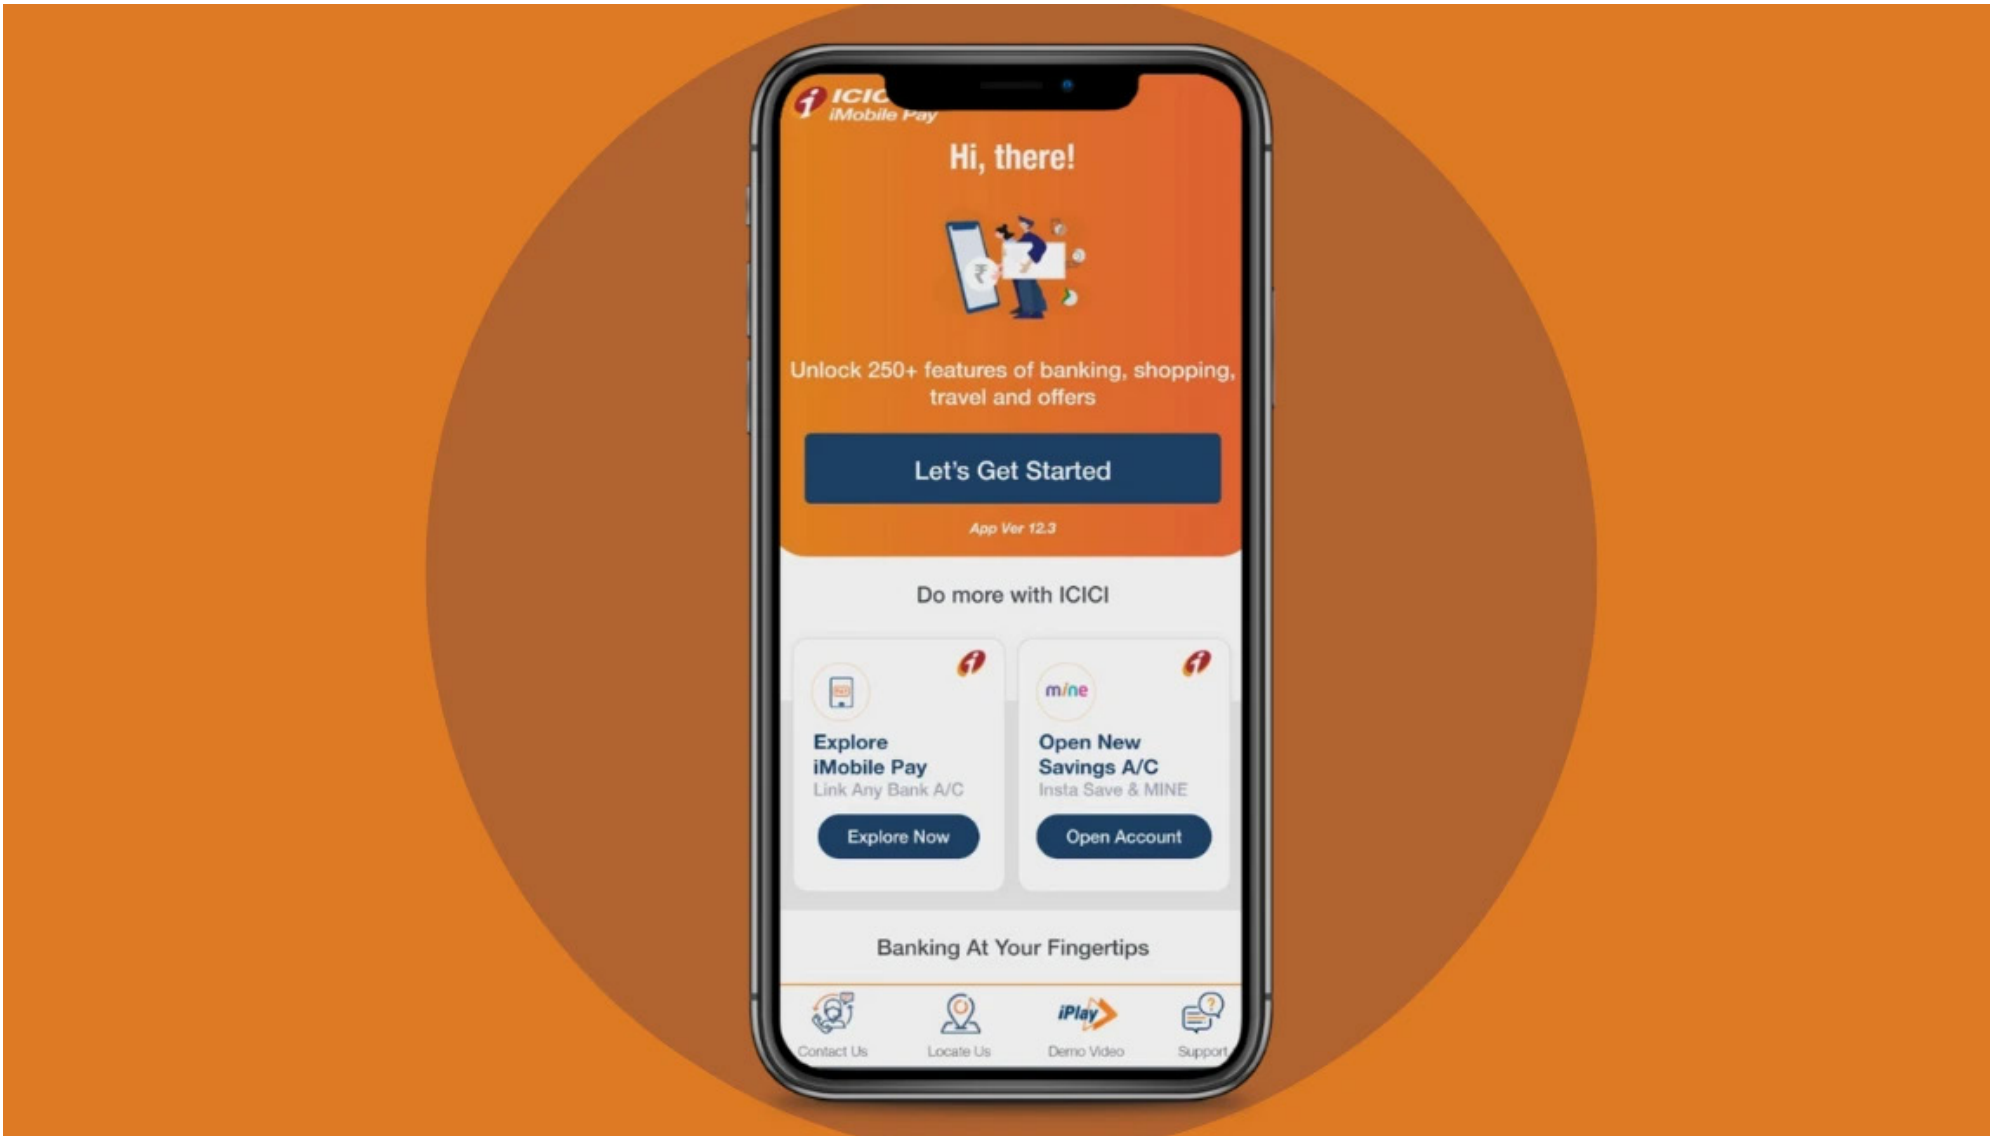 ICIC
iMobile Pay
Hi, there!
₹
Unlock 250+ features of banking, shopping,
travel and offers
Let's Get Started
App Ver 12.3
Do more with ICICI
mine
Explore
iMobile Pay
Link Any Bank A/C
Explore Now
Open New
Savings A/C
Insta Save & MINE
Open Account
Banking At Your Fingertips
iPlay
?
Contact Us
Locate Us
Demo Video
Support